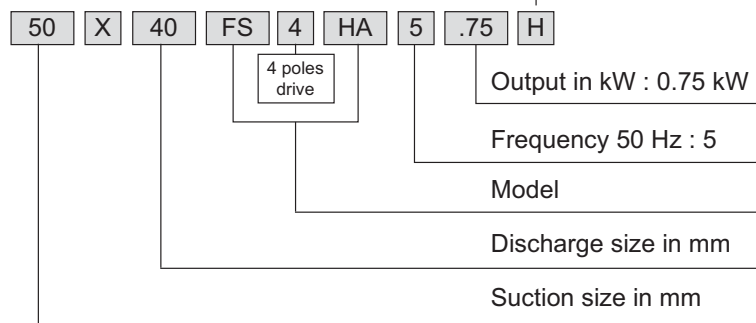 50 X 40 FS 4 HA 5 .75 H
4 poles
drive
Output in kW : 0.75 kW
Frequency 50 Hz : 5
Model
Discharge size in mm
Suction size in mm